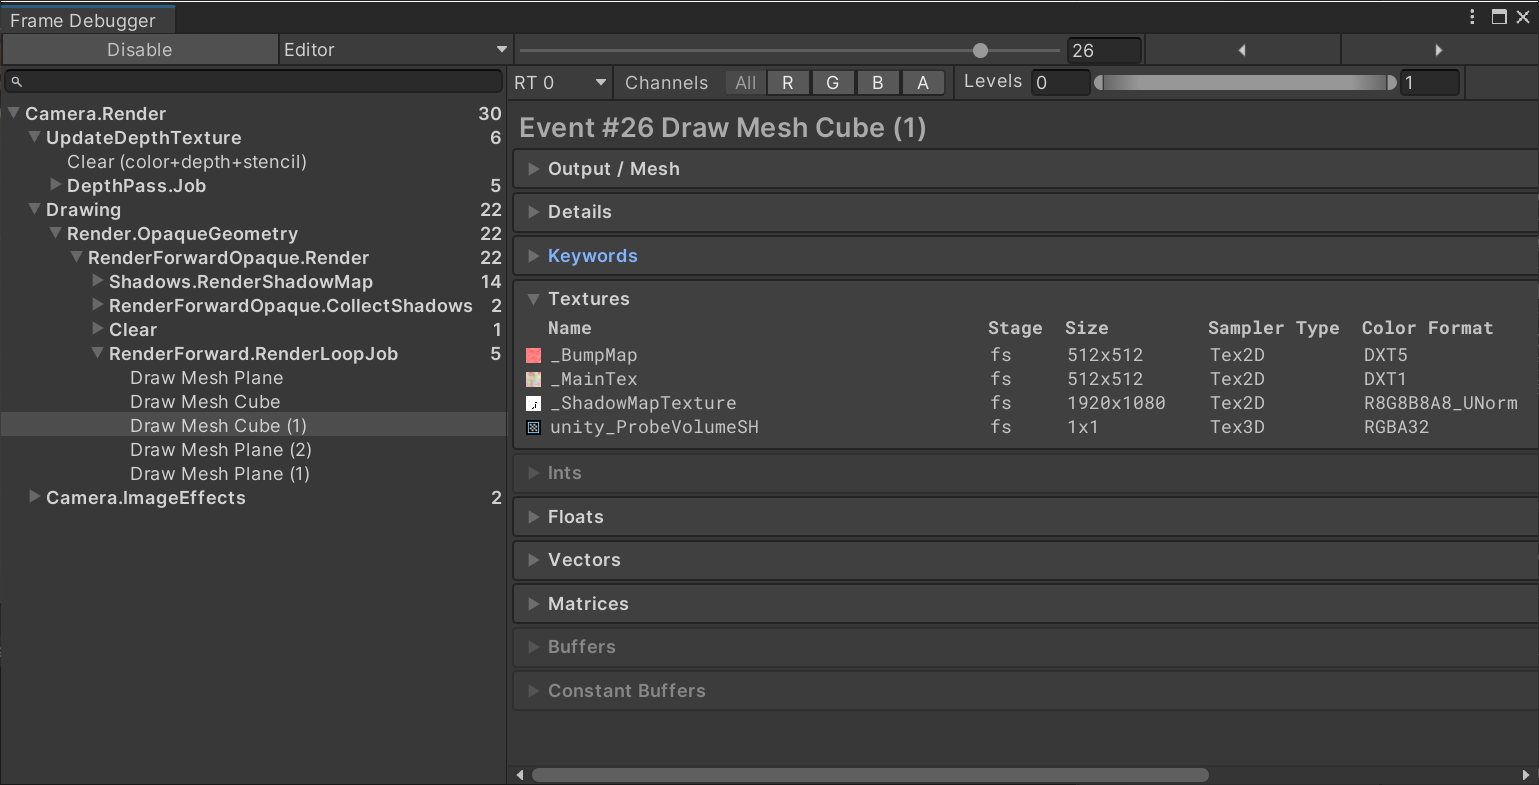 Frame Debugger
Disable Editor 26
RT 0 Channels All R G B A Levels 0 1
Camera.Render 30
UpdateDepthTexture 6
Clear (color+depth+stencil)
DepthPass.Job 5
Drawing 22
Render.OpaqueGeometry 22
RenderForwardOpaque.Render 22
Shadows.RenderShadowMap 14
RenderForwardOpaque.CollectShadows 2
Clear 1
RenderForward.RenderLoopJob 5
Draw Mesh Plane
Draw Mesh Cube
Draw Mesh Cube (1)
Draw Mesh Plane (2)
Draw Mesh Plane (1)
Camera.ImageEffects 2
Event #26 Draw Mesh Cube (1)
Output / Mesh
Details
Keywords
Textures
Name Stage Size Sampler Type Color Format
_BumpMap fs 512x512 Tex2D DXT5
_MainTex fs 512x512 Tex2D DXT1
_ShadowMapTexture fs 1920x1080 Tex2D R8G8B8A8_UNorm
unity_ProbeVolumeSH fs 1x1 Tex3D RGBA32
Ints
Floats
Vectors
Matrices
Buffers
Constant Buffers